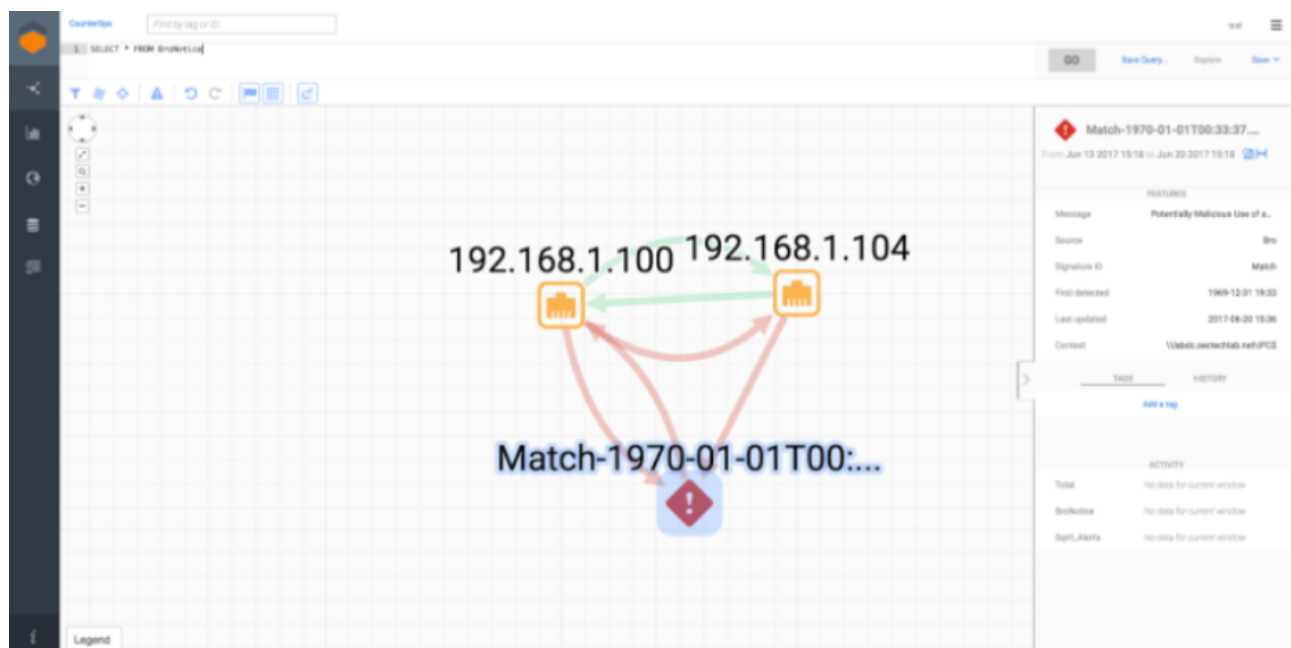 CounterOps Find by tag or ID test
1 SELECT * FROM BroNotice
GO Save Query... Explore Save
Match-1970-01-01T00:33:37....
From Jun 13 2017 15:18 to Jun 20 2017 15:18
FEATURES
Message Potentially Malicious Use of a...
Source Bro
Signature ID Match
First detected 1969-12-31 19:33
Last updated 2017-06-20 15:36
Context
TAGS HISTORY
Add a tag
ACTIVITY
Total No data for current window
BroNotice No data for current window
Sqrrl_Alerts No data for current window
192.168.1.100 192.168.1.104
Match-1970-01-01T00:...
Legend